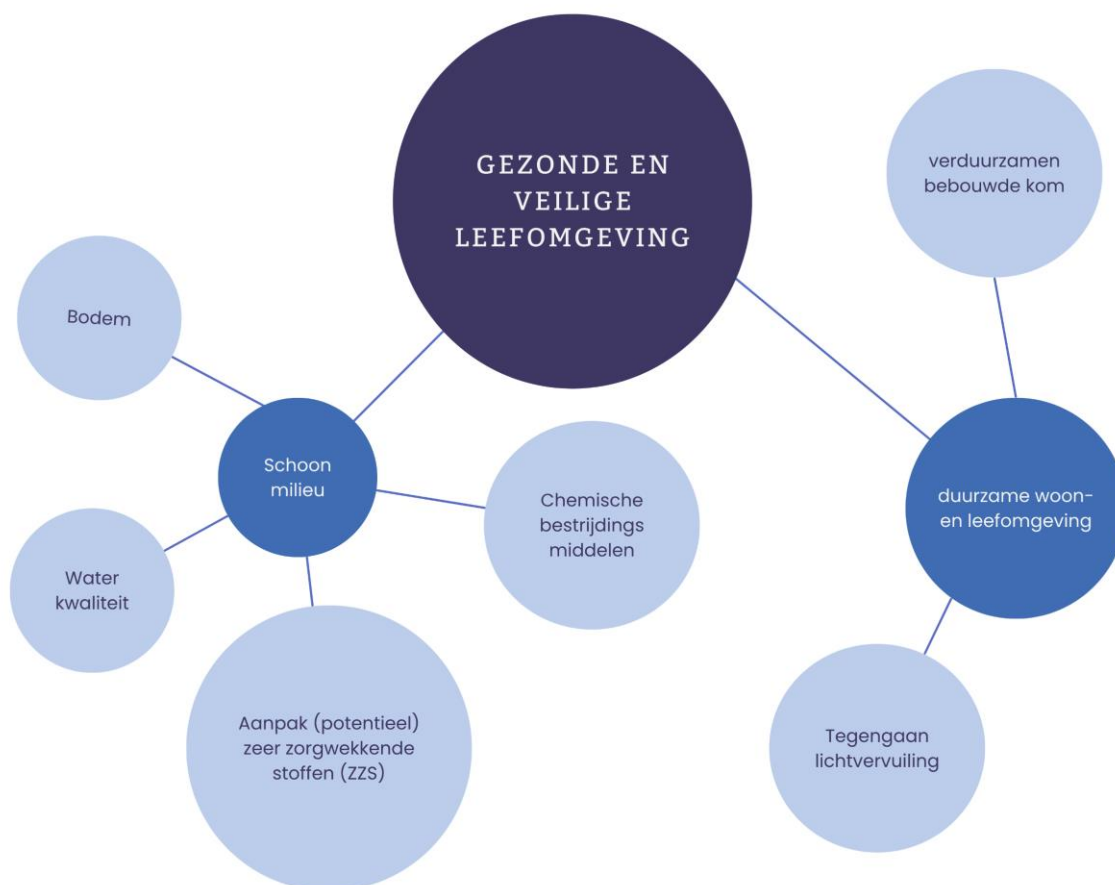 GEZONDE EN
VEILIGE
LEEFOMGEVING
verduurzamen
bebouwde kom
Bodem
Schoon
milieu
Chemische
bestrijdings
middelen
duurzame woon-
en leefomgeving
Water
kwaliteit
Aanpak (potentieel)
zeer zorgwekkende
stoffen (ZZS)
Tegengaan
lichtvervuiling